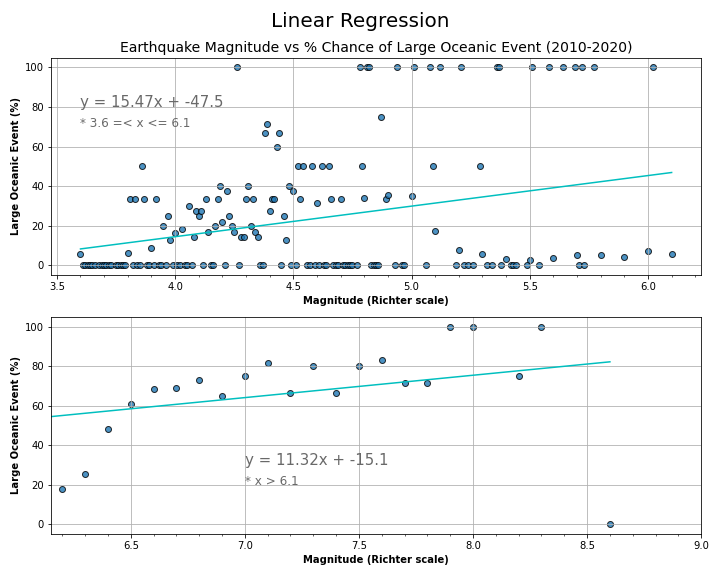 Linear Regression
Earthquake Magnitude vs % Chance of Large Oceanic Event (2010-2020)
100
80
60
40
20
0
Large Oceanic Event (%)
y = 15.47x + -47.5
* 3.6 =< x <= 6.1
3.5 4.0 4.5 5.0 5.5 6.0
Magnitude (Richter scale)
100
80
60
40
20
0
Large Oceanic Event (%)
y = 11.32x + -15.1
* x > 6.1
6.5 7.0 7.5 8.0 8.5 9.0
Magnitude (Richter scale)